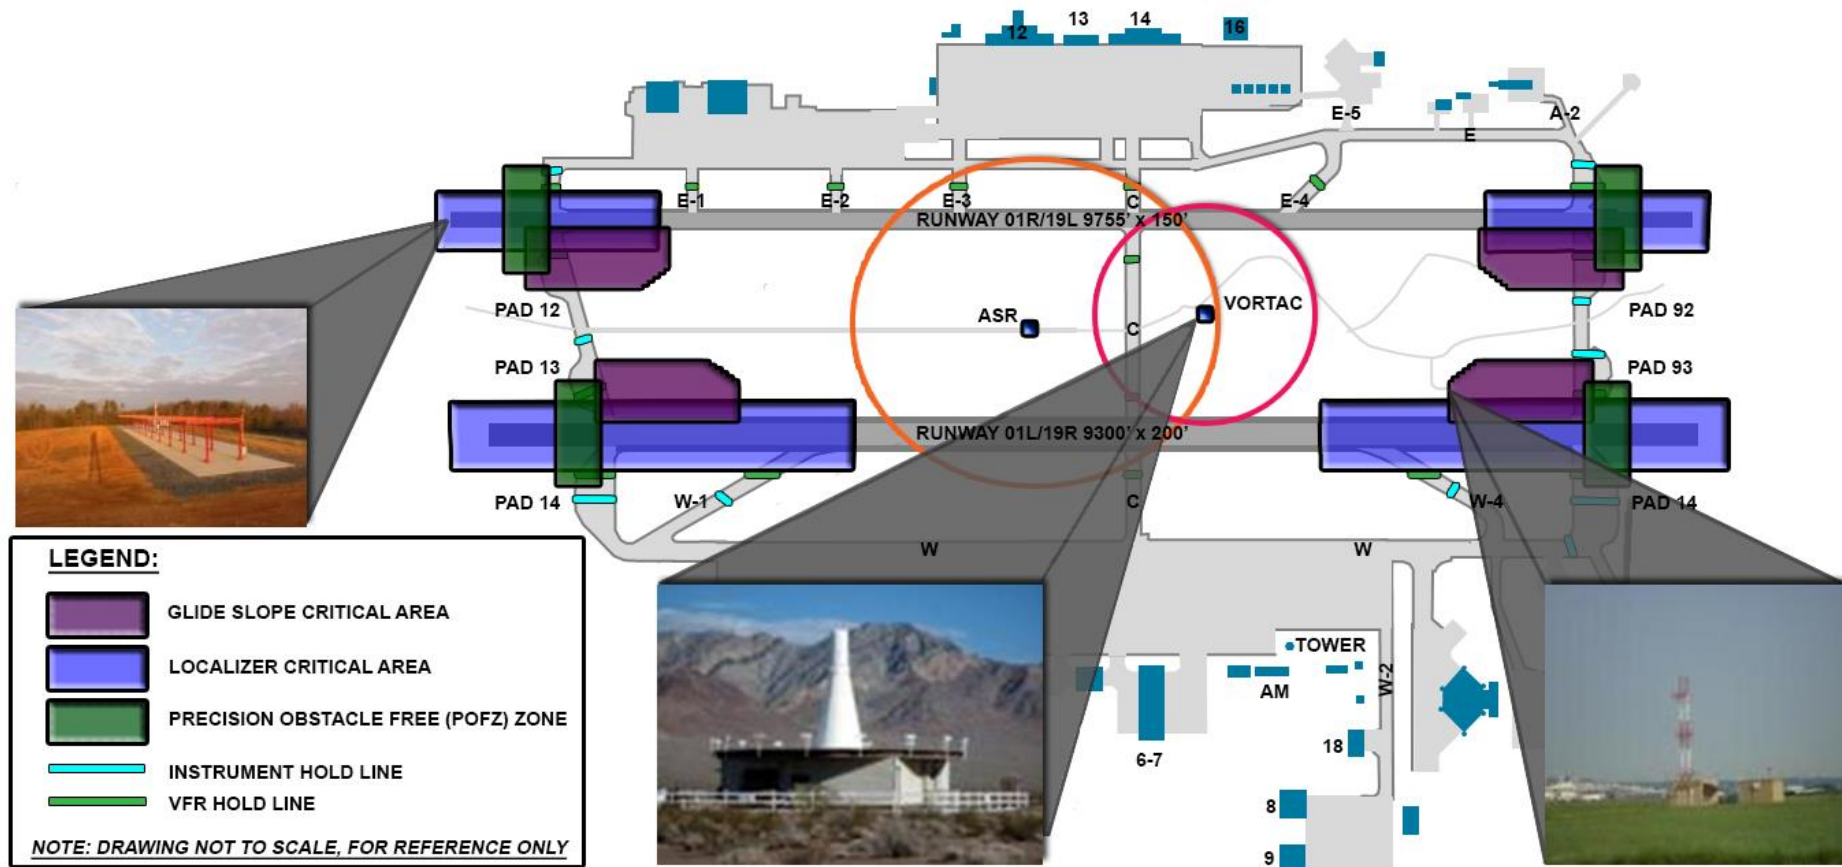 12
13
14
16
E-5
A-2
E
E-1
E-2
E-3
C
E-4
RUNWAY 01R/19L 9755' x 150'
PAD 12
ASR
VORTAC
PAD 92
C
PAD 13
PAD 93
RUNWAY 01L/19R 9300' x 200'
PAD 14
W-1
C
W-4
PAD 14
W
W
LEGEND:
GLIDE SLOPE CRITICAL AREA
LOCALIZER CRITICAL AREA
PRECISION OBSTACLE FREE (POFZ) ZONE
INSTRUMENT HOLD LINE
VFR HOLD LINE
NOTE: DRAWING NOT TO SCALE, FOR REFERENCE ONLY
TOWER
AM
W-2
6-7
18
8
9